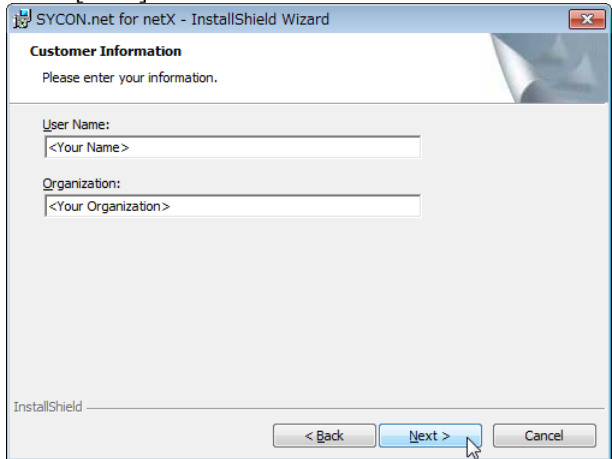 SYCON.net for netX - InstallShield Wizard
Customer Information
Please enter your information.
User Name:
<Your Name>
Organization:
<Your Organization>
InstallShield
< Back Next > Cancel